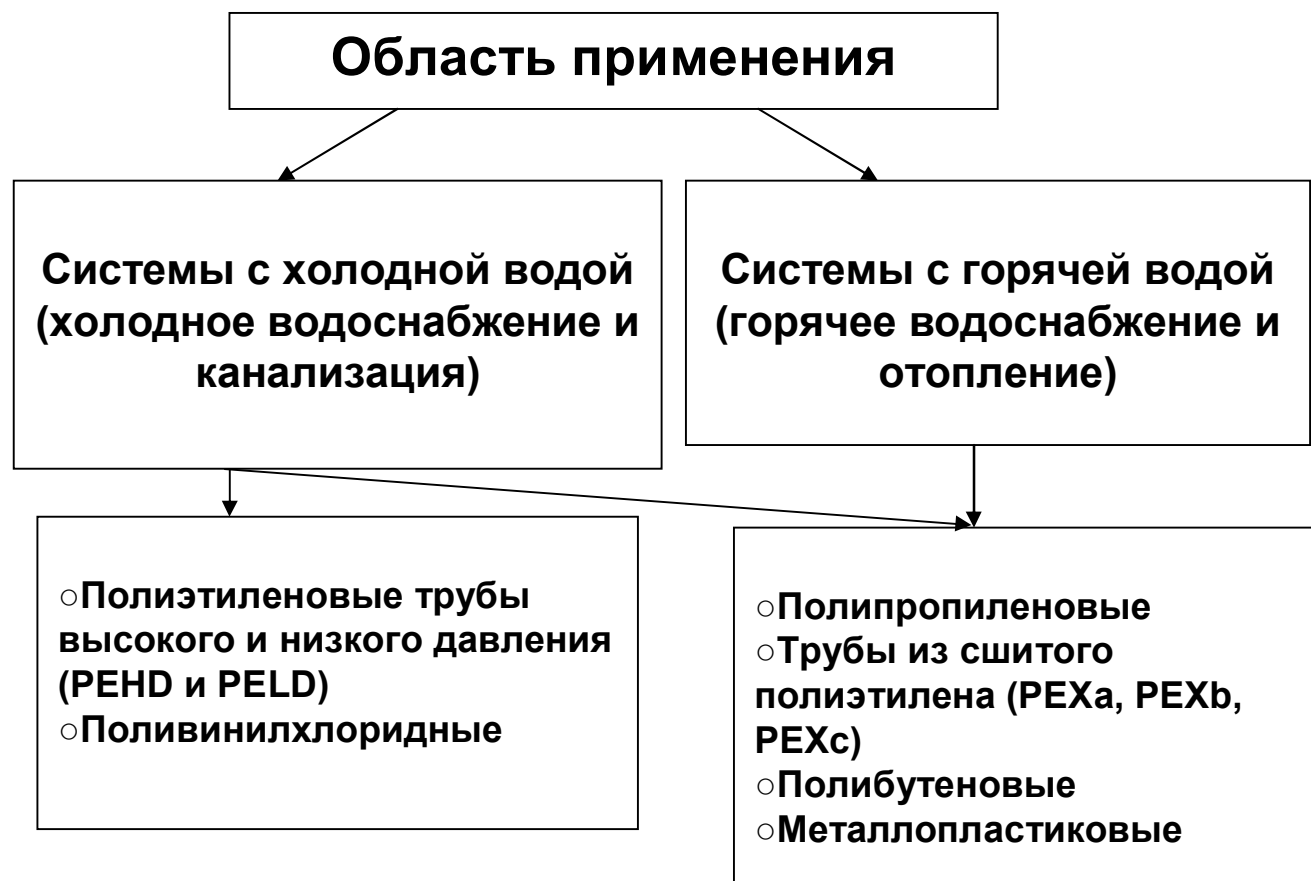 Область применения
Системы с холодной водой
(холодное водоснабжение и
канализация)
Системы с горячей водой
(горячее водоснабжение и
отопление)
○Полиэтиленовые трубы
высокого и низкого давления
(PEHD и PELD)
○Поливинилхлоридные
○Полипропиленовые
○Трубы из сшитого
полиэтилена (PEXa, PEXb,
PEXc)
○Полибутеновые
○Металлопластиковые